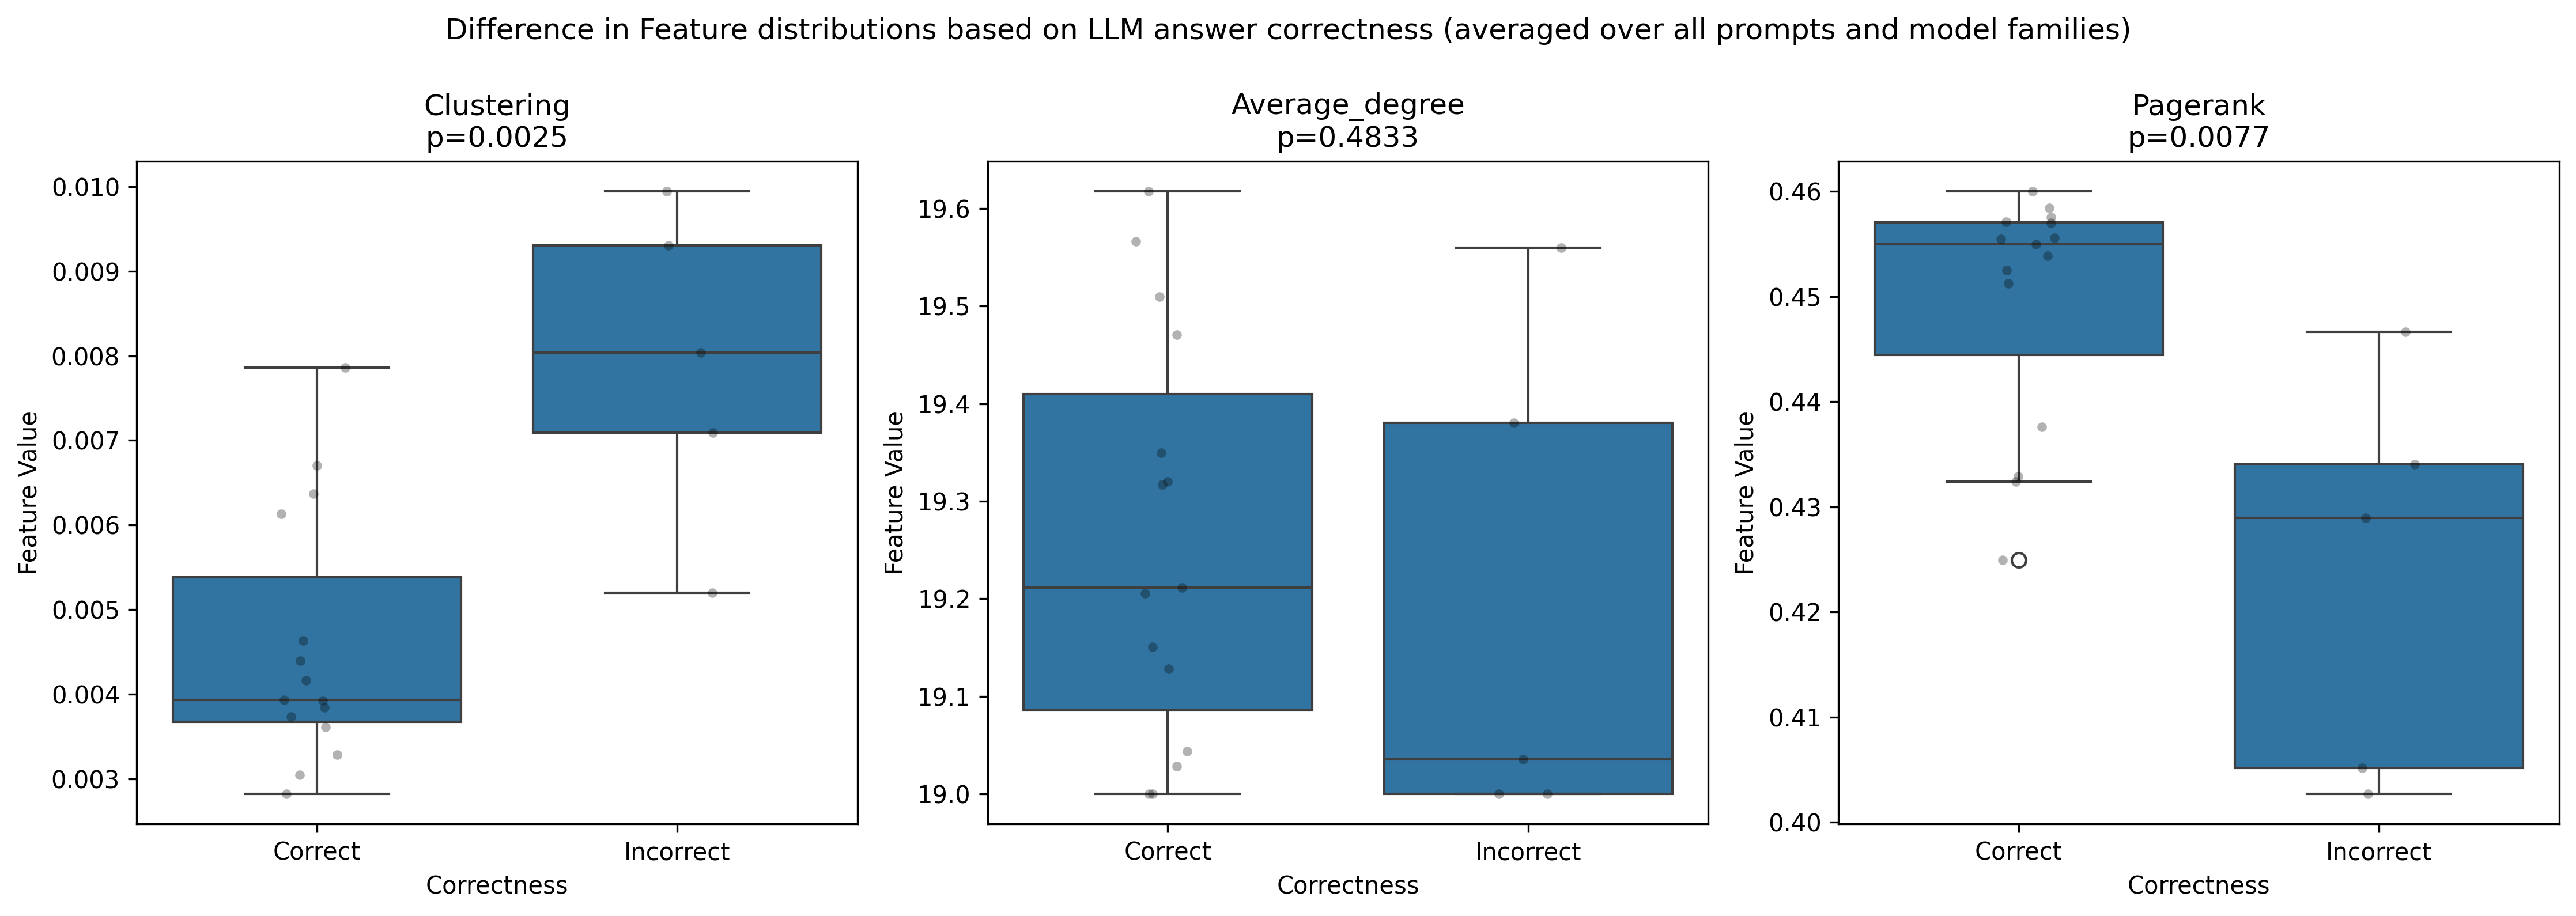 Difference in Feature distributions based on LLM answer correctness (averaged over all prompts and model families)
Clustering
p=0.0025
0.010
0.009
0.008
0.007
0.006
0.005
0.004
0.003
Feature Value
Correct
Incorrect
Correctness
Average_degree
p=0.4833
19.6
19.5
19.4
19.3
19.2
19.1
19.0
Feature Value
Correct
Incorrect
Correctness
Pagerank
p=0.0077
0.46
0.45
0.44
0.43
0.42
0.41
0.40
Feature Value
Correct
Incorrect
Correctness